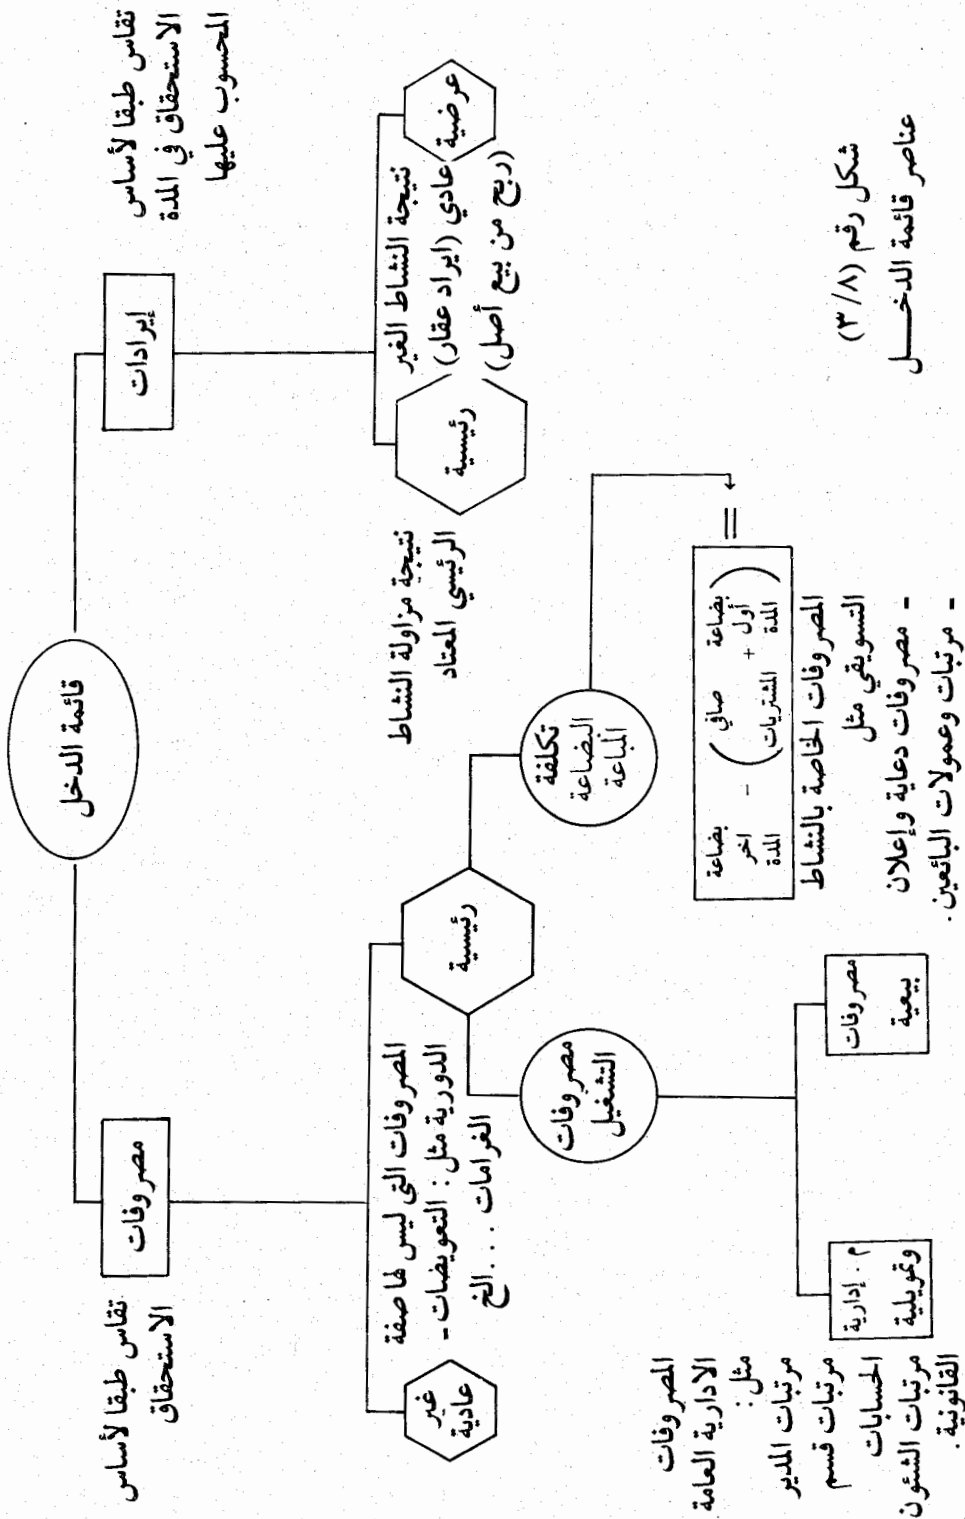 قائمة الدخل
إيرادات
تقاس طبقا لأساس
الاستحقاق في المدة
المحسوب عليها
عرضية
نتيجة النشاط الغير
عادي (ايراد عقار)
(ربح من بيع أصل)
رئيسية
نتيجة مزاولة النشاط
الرئيسي المعتاد
مصروفات
تقاس طبقا لأساس
الاستحقاق
رئيسية
غير
عادية
المصروفات التي ليس لها صفة
الدورية مثل : التعويضات -
الغرامات . . . الخ
تكلفة
البضاعة
المباعة
=
بضاعة أول المدة + صافي المشتريات
-
بضاعة اخر المدة
مصروفات
التشغيل
مصروفات
بيعية
المصروفات الخاصة بالنشاط
التسويقي مثل
- مصروفات دعاية وإعلان
- مرتبات وعمولات البائعين .
م . إدارية
وتمويلية
المصروفات
الادارية العامة
مثل :
مرتبات المدير
مرتبات قسم
الحسابات
مرتبات الشئون
القانونية .
شكل رقم (٣/٨)
عناصر قائمة الدخـــل